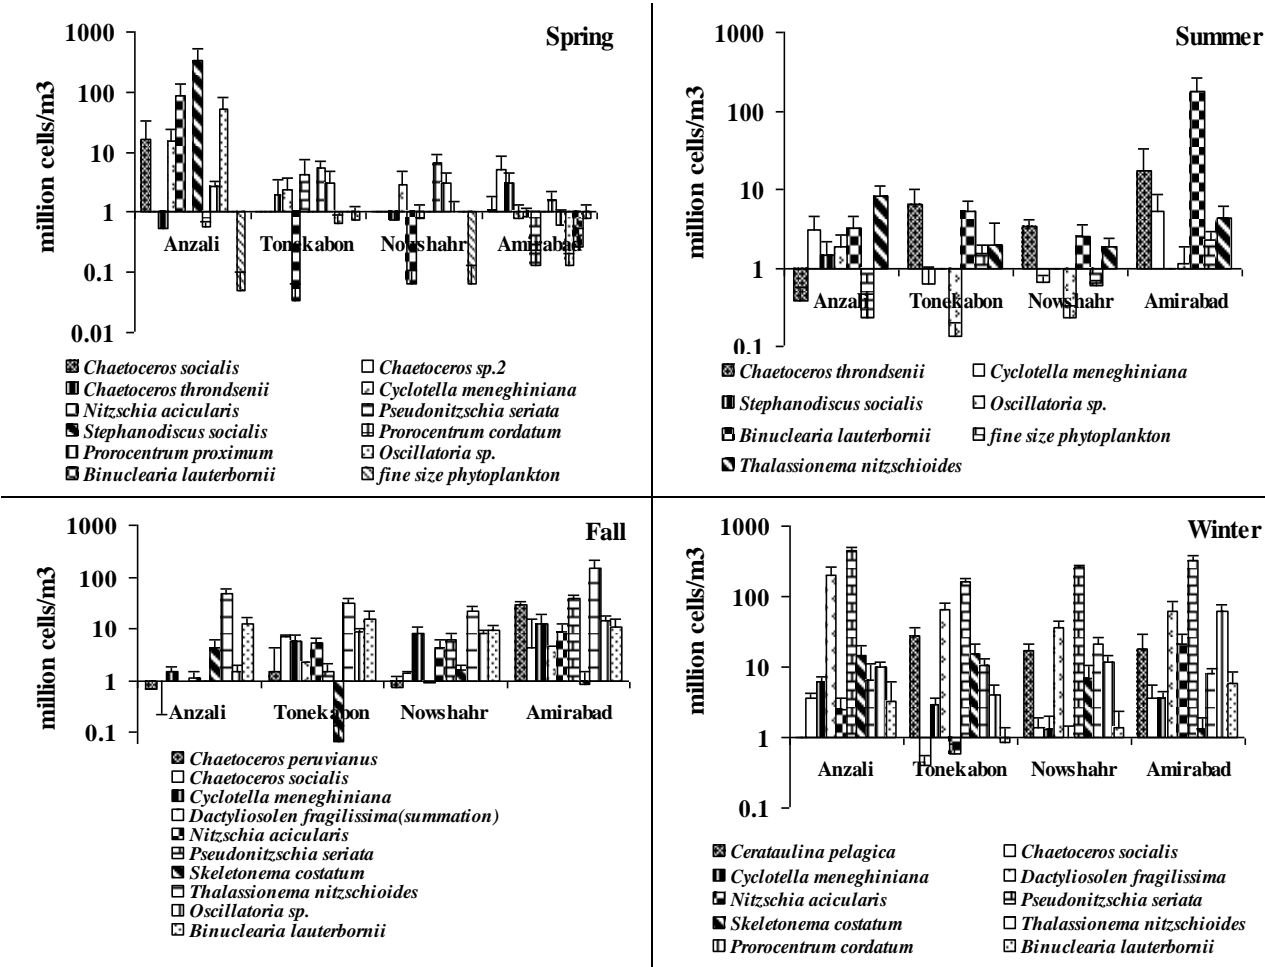 Spring
million cells/m3
1000
100
10
1
0.1
0.01
Anzali Tonekabon Nowshahr Amirabad
Chaetoceros socialis Chaetoceros sp.2
Chaetoceros throndsenii Cyclotella meneghiniana
Nitzschia acicularis Pseudonitzschia seriata
Stephanodiscus socialis Prorocentrum cordatum
Prorocentrum proximum Oscillatoria sp.
Binuclearia lauterbornii fine size phytoplankton
Summer
million cells/m3
1000
100
10
1
0.1
Anzali Tonekabon Nowshahr Amirabad
Chaetoceros throndsenii Cyclotella meneghiniana
Stephanodiscus socialis Oscillatoria sp.
Binuclearia lauterbornii fine size phytoplankton
Thalassionema nitzschioides
Fall
million cells/m3
1000
100
10
1
0.1
Anzali Tonekabon Nowshahr Amirabad
Chaetoceros peruvianus
Chaetoceros socialis
Cyclotella meneghiniana
Dactyliosolen fragilissima(summation)
Nitzschia acicularis
Pseudonitzschia seriata
Skeletonema costatum
Thalassionema nitzschioides
Oscillatoria sp.
Binuclearia lauterbornii
Winter
million cells/m3
1000
100
10
1
0.1
Anzali Tonekabon Nowshahr Amirabad
Cerataulina pelagica Chaetoceros socialis
Cyclotella meneghiniana Dactyliosolen fragilissima
Nitzschia acicularis Pseudonitzschia seriata
Skeletonema costatum Thalassionema nitzschioides
Prorocentrum cordatum Binuclearia lauterbornii